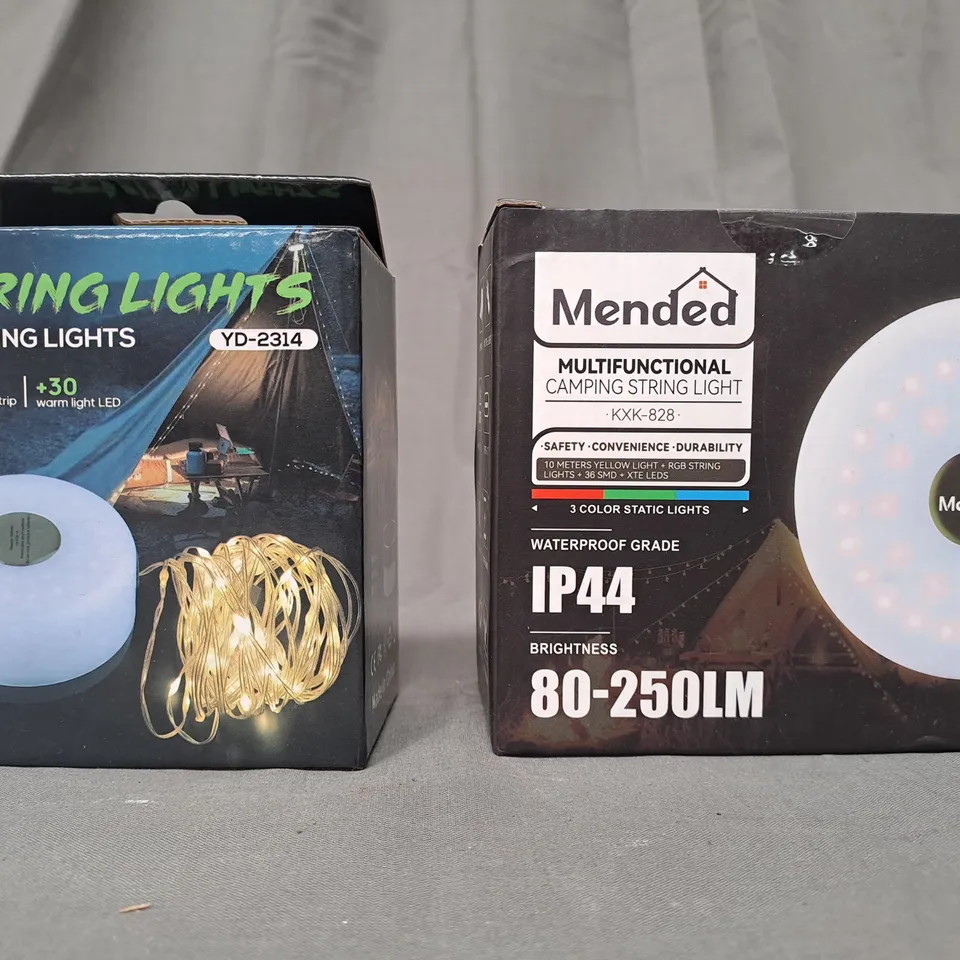 RING LIGHTS
NG LIGHTS
YD-2314
trip
+30
warm light LED
Mended
MULTIFUNCTIONAL
CAMPING STRING LIGHT
·KXK-828·
·SAFETY·CONVENIENCE·DURABILITY
10 METERS YELLOW LIGHT + RGB STRING
LIGHTS + 36 SMD + XTE LEDS
3 COLOR STATIC LIGHTS
WATERPROOF GRADE
IP44
BRIGHTNESS
80-250LM